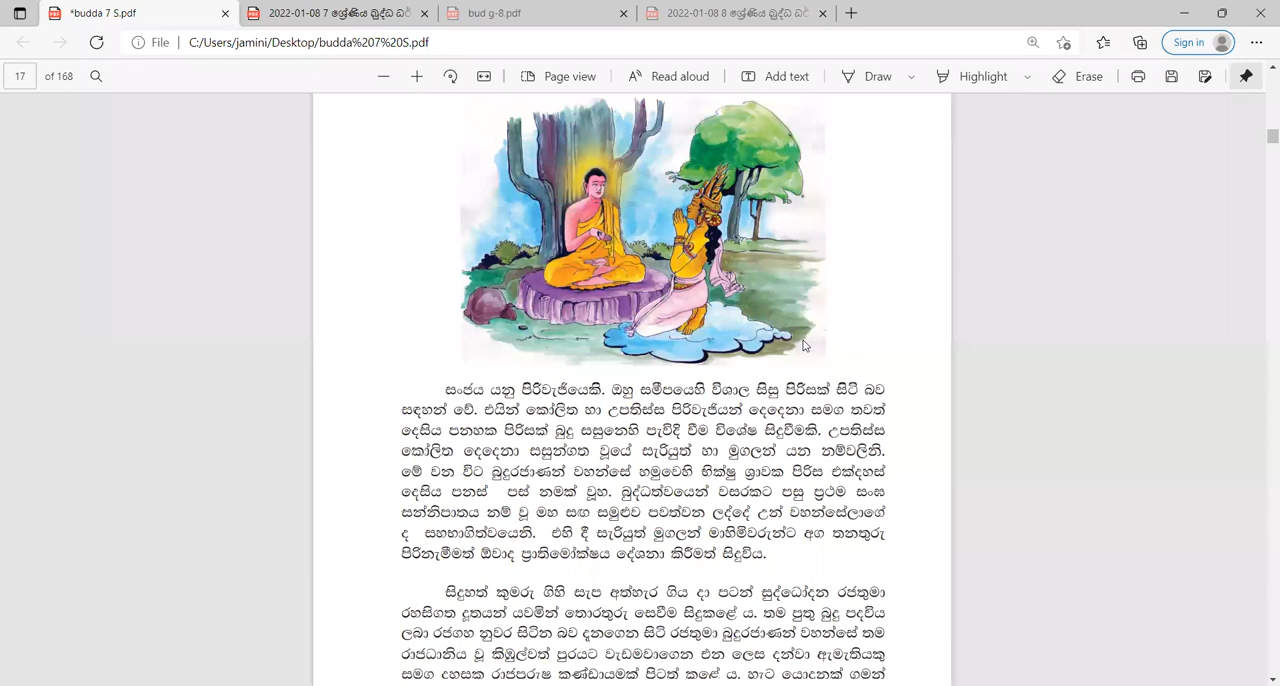 *budda 7 S.pdf
2022-01-08 7 ශ්‍රේණිය බුද්ධ ධර්
bud g-8.pdf
2022-01-08 8 ශ්‍රේණිය බුද්ධ ධර්
Sign in
File
C:/Users/jamini/Desktop/budda%207%20S.pdf
17 of 168
Page view
Read aloud
Add text
Draw
Highlight
Erase
සංජය යනු පිරිවැජියෙකි. ඔහු සමීපයෙහි විශාල සිසු පිරිසක් සිටි බව
සඳහන් වේ. එයින් කෝලිත හා උපතිස්ස පිරිවැජියන් දෙදෙනා සමග තවත්
දෙසිය පනහක පිරිසක් බුදු සසුනෙහි පැවිදි වීම විශේෂ සිදුවීමකි. උපතිස්ස
කෝලිත දෙදෙනා සසුන්ගත වූයේ සැරියුත් හා මුගලන් යන නම්වලිනි.
මේ වන විට බුදුරජාණන් වහන්සේ හමුවෙහි භික්ෂු ශ්‍රාවක පිරිස එක්දහස්
දෙසිය පනස් පස් නමක් වූහ. බුද්ධත්වයෙන් වසරකට පසු ප්‍රථම සංඝ
සන්නිපාතය නම් වූ මහ සඟ සමුළුව පවත්වන ලද්දේ උන් වහන්සේලාගේ
ද සහභාගිත්වයෙනි. එහි දී සැරියුත් මුගලන් මාහිමිවරුන්ට අග තනතුරු
පිරිනැමීමත් ඕවාද ප්‍රාතිමෝක්ෂය දේශනා කිරීමත් සිදුවිය.
සිදුහත් කුමරු ගිහි සැප අත්හැර ගිය දා පටන් සුද්ධෝදන රජතුමා
රහසිගත දූතයන් යවමින් තොරතුරු සෙවීම සිදුකළේ ය. තම පුතු බුදු පදවිය
ලබා රජගහ නුවර සිටින බව දැනගෙන සිටි රජතුමා බුදුරජාණන් වහන්සේ තම
රාජධානිය වූ කිඹුල්වත් පුරයට වැඩමවාගෙන එන ලෙස දන්වා ඇමැතියකු
සමග දහසක රාජපුරුෂ කණ්ඩායමක් පිටත් කළේ ය. හැට යොදුනක් ගමන්